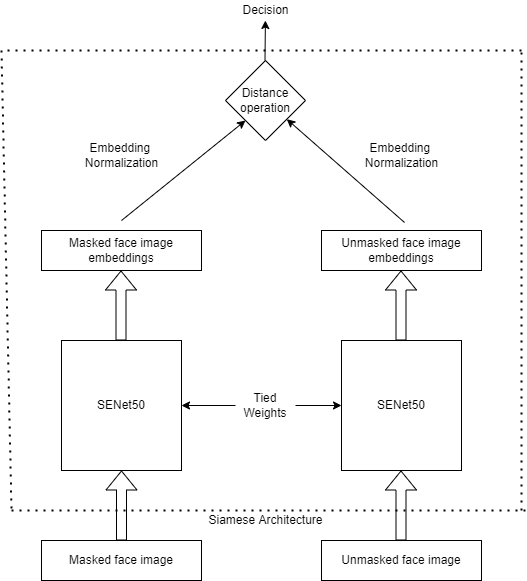 Decision
Distance
operation
Embedding
Normalization
Embedding
Normalization
Masked face image
embeddings
Unmasked face image
embeddings
SENet50
Tied
Weights
SENet50
Siamese Architecture
Masked face image
Unmasked face image